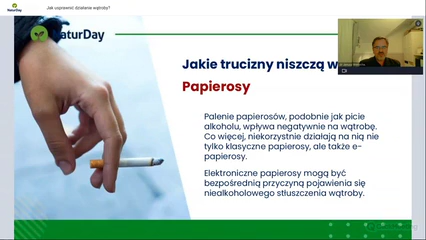 NaturDay
Jak usprawnić działanie wątroby?
NaturDay
Jakie trucizny niszczą w
Papierosy
Palenie papierosów, podobnie jak picie
alkoholu, wpływa negatywnie na wątrobę.
Co więcej, niekorzystnie działają na nią nie
tylko klasyczne papierosy, ale także e-
papierosy.
Elektroniczne papierosy mogą być
bezpośrednią przyczyną pojawienia się
niealkoholowego stłuszczenia wątroby.